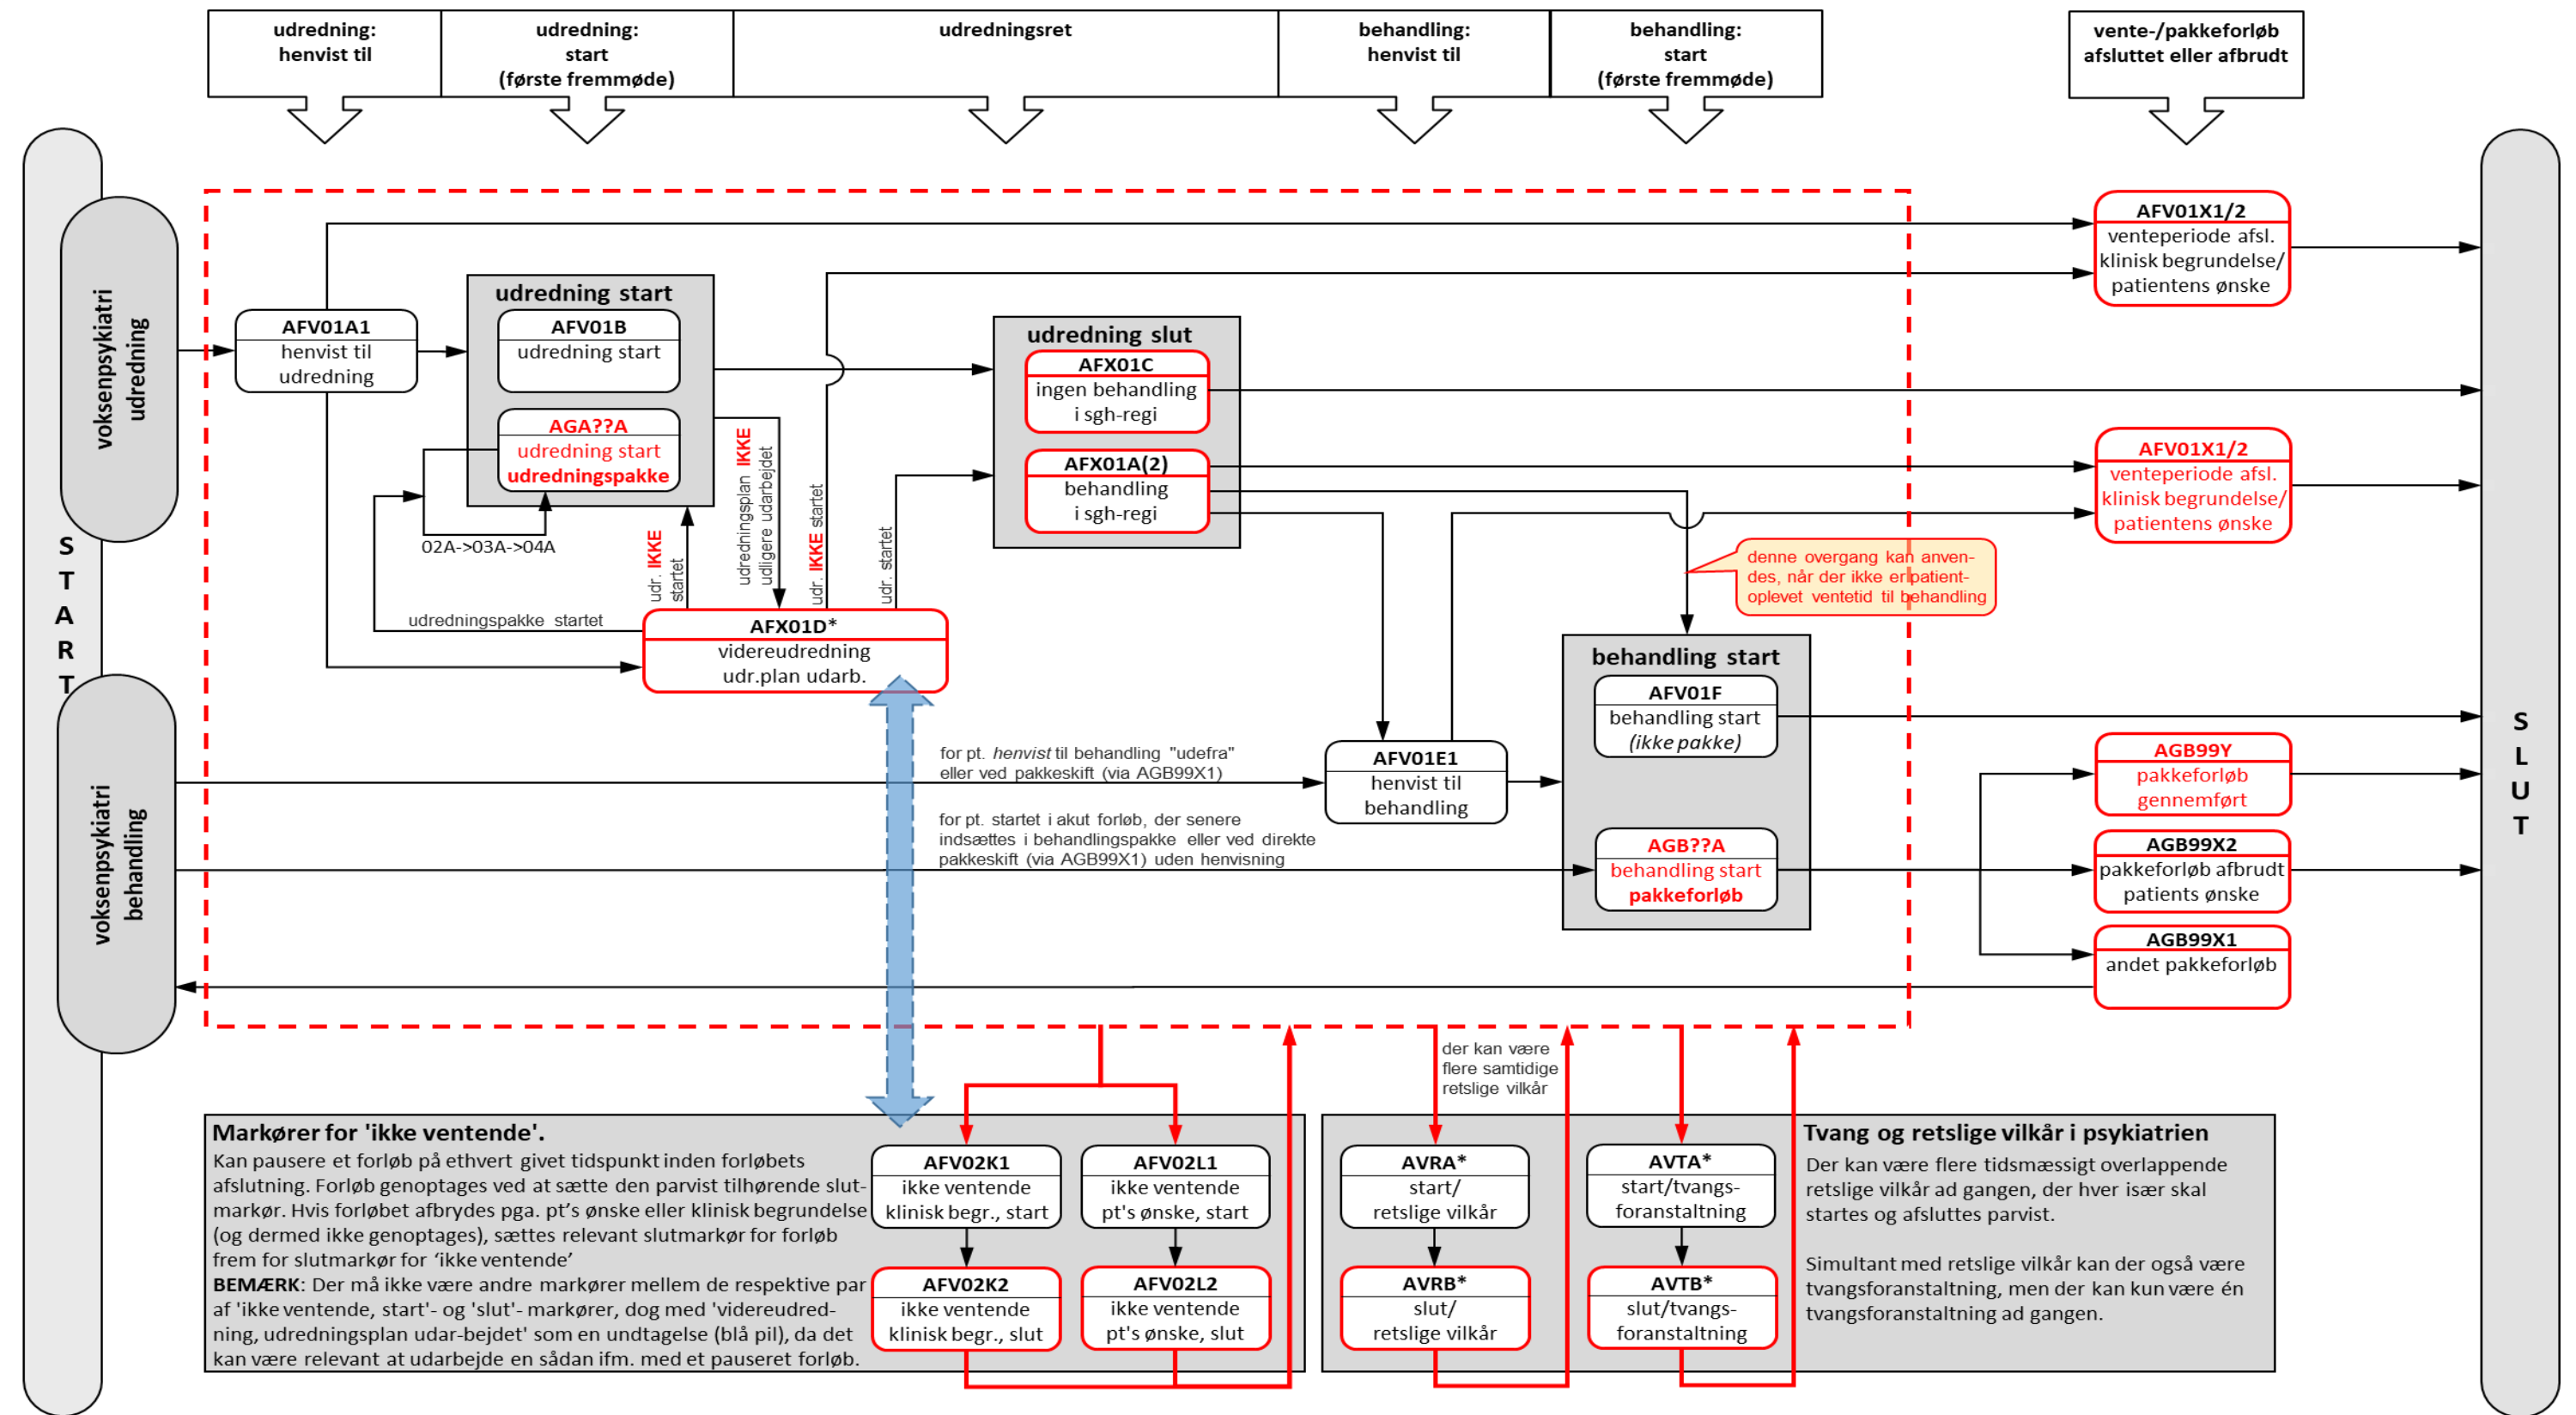 udredning:
henvist til
udredning:
start
(første fremmøde)
udredningsret
behandling:
henvist til
behandling:
start
(første fremmøde)
vente-/pakkeforløb
afsluttet eller afbrudt
S
T
A
R
T
voksenpsykiatri
udredning
voksenpsykiatri
behandling
AFV01A1
henvist til
udredning
udredning start
AFV01B
udredning start
AGA??A
udredning start
udredningspakke
02A->03A->04A
udredningspakke startet
udr. IKKE
startet
udredningsplan IKKE
udligere udarbejdet
udr. IKKE startet
udr. startet
AFX01D*
videreudredning
udr.plan udarb.
udredning slut
AFX01C
ingen behandling
i sgh-regi
AFX01A(2)
behandling
i sgh-regi
AFV01X1/2
venteperiode afsl.
klinisk begrundelse/
patientens ønske
AFV01X1/2
venteperiode afsl.
klinisk begrundelse/
patientens ønske
denne overgang kan anven-
des, når der ikke er patient-
oplevet ventetid til behandling
for pt. henvist til behandling "udefra"
eller ved pakkeskift (via AGB99X1)
for pt. startet i akut forløb, der senere
indsættes i behandlingspakke eller ved direkte
pakkeskift (via AGB99X1) uden henvisning
AFV01E1
henvist til
behandling
behandling start
AFV01F
behandling start
(ikke pakke)
AGB??A
behandling start
pakkeforløb
AGB99Y
pakkeforløb
gennemført
AGB99X2
pakkeforløb afbrudt
patients ønske
AGB99X1
andet pakkeforløb
S
L
U
T
der kan være
flere samtidige
retslige vilkår
Markører for 'ikke ventende'.
Kan pausere et forløb på ethvert givet tidspunkt inden forløbets
afslutning. Forløb genoptages ved at sætte den parvist tilhørende slut-
markør. Hvis forløbet afbrydes pga. pt's ønske eller klinisk begrundelse
(og dermed ikke genoptages), sættes relevant slutmarkør for forløb
frem for slutmarkør for ‘ikke ventende’
BEMÆRK: Der må ikke være andre markører mellem de respektive par
af 'ikke ventende, start'- og 'slut'- markører, dog med 'videreudred-
ning, udredningsplan udar-bejdet' som en undtagelse (blå pil), da det
kan være relevant at udarbejde en sådan ifm. med et pauseret forløb.
AFV02K1
ikke ventende
klinisk begr., start
AFV02L1
ikke ventende
pt's ønske, start
AFV02K2
ikke ventende
klinisk begr., slut
AFV02L2
ikke ventende
pt's ønske, slut
AVRA*
start/
retslige vilkår
AVTA*
start/tvangs-
foranstaltning
AVRB*
slut/
retslige vilkår
AVTB*
slut/tvangs-
foranstaltning
Tvang og retslige vilkår i psykiatrien
Der kan være flere tidsmæssigt overlappende
retslige vilkår ad gangen, der hver især skal
startes og afsluttes parvist.
Simultant med retslige vilkår kan der også være
tvangsforanstaltning, men der kan kun være én
tvangsforanstaltning ad gangen.